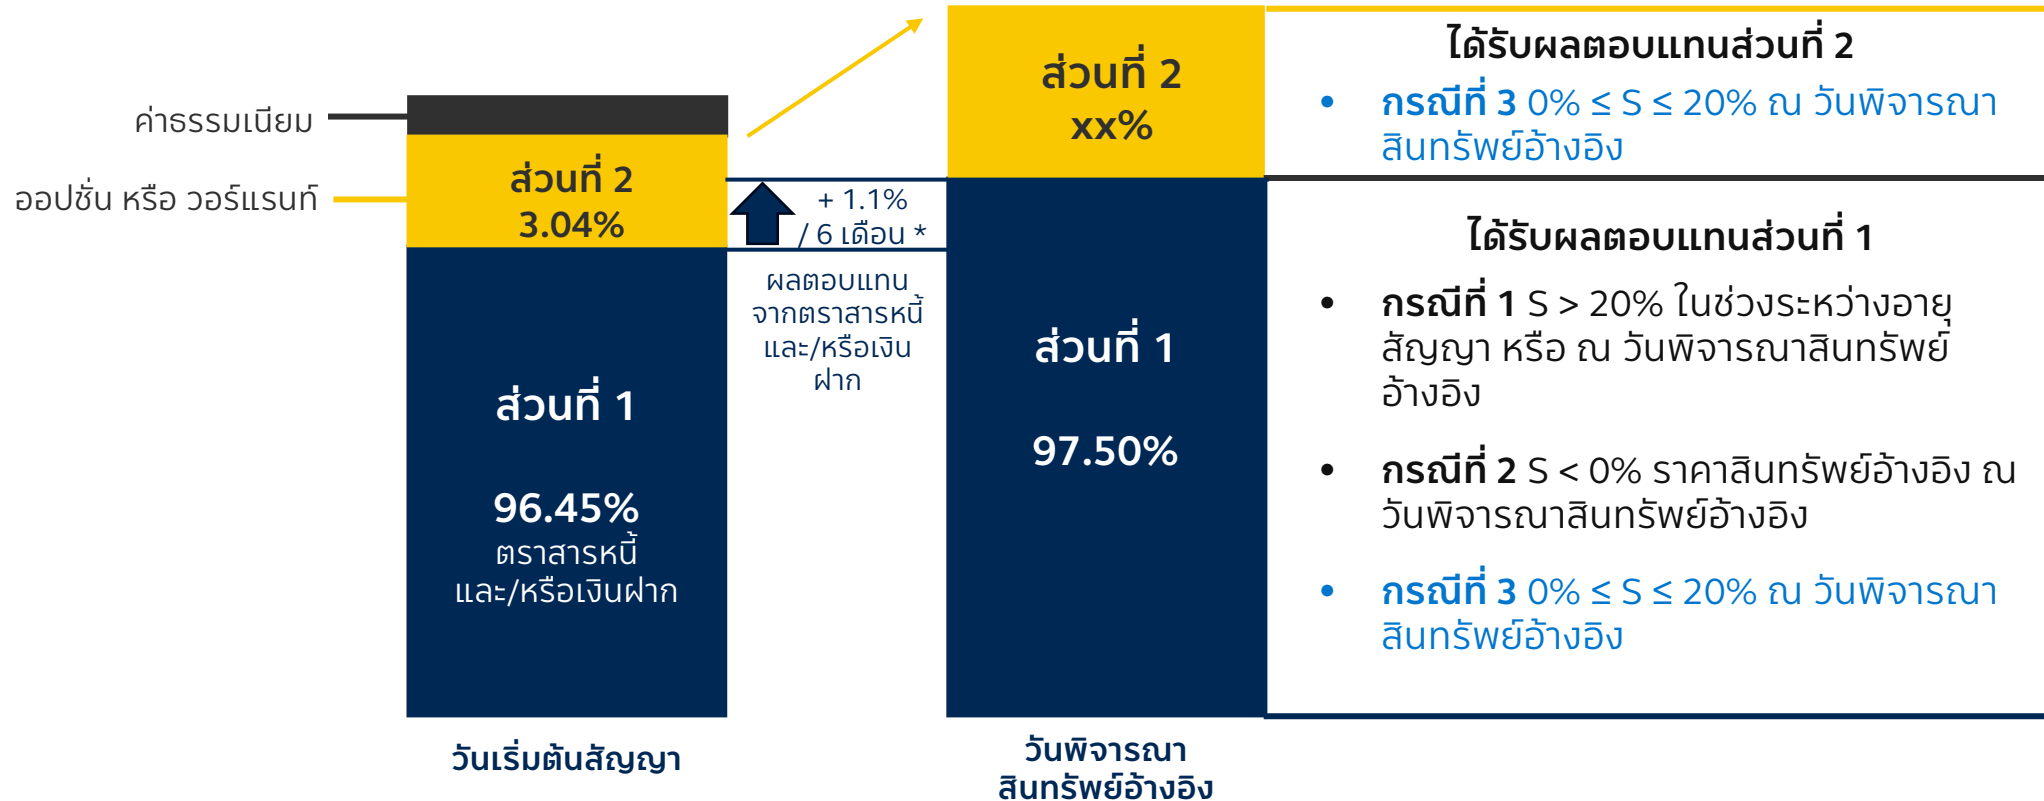 ค่าธรรมเนียม
ออปชั่น หรือ วอร์แรนท์
ส่วนที่ 2
3.04%
ส่วนที่ 1
96.45%
ตราสารหนี้
และ/หรือเงินฝาก
วันเริ่มต้นสัญญา
+ 1.1%
/ 6 เดือน *
ผลตอบแทน
จากตราสารหนี้
และ/หรือเงิน
ฝาก
ส่วนที่ 2
xx%
ส่วนที่ 1
97.50%
วันพิจารณา
สินทรัพย์อ้างอิง
ได้รับผลตอบแทนส่วนที่ 2
• กรณีที่ 3 0% ≤ S ≤ 20% ณ วันพิจารณา
สินทรัพย์อ้างอิง
ได้รับผลตอบแทนส่วนที่ 1
• กรณีที่ 1 S > 20% ในช่วงระหว่างอายุ
สัญญา หรือ ณ วันพิจารณาสินทรัพย์
อ้างอิง
• กรณีที่ 2 S < 0% ราคาสินทรัพย์อ้างอิง ณ
วันพิจารณาสินทรัพย์อ้างอิง
• กรณีที่ 3 0% ≤ S ≤ 20% ณ วันพิจารณา
สินทรัพย์อ้างอิง